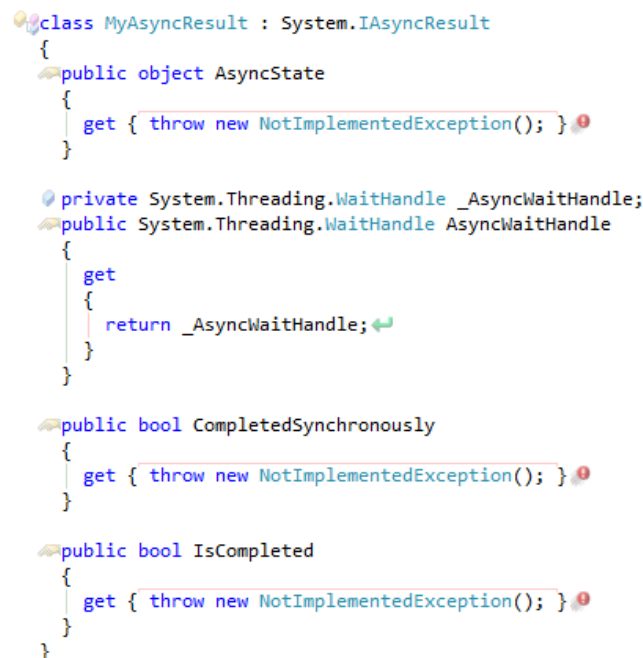 class MyAsyncResult : System.IAsyncResult
{
public object AsyncState
{
get { throw new NotImplementedException(); }
}
private System.Threading.WaitHandle _AsyncWaitHandle;
public System.Threading.WaitHandle AsyncWaitHandle
{
get
{
return _AsyncWaitHandle;
}
}
public bool CompletedSynchronously
{
get { throw new NotImplementedException(); }
}
public bool IsCompleted
{
get { throw new NotImplementedException(); }
}
}